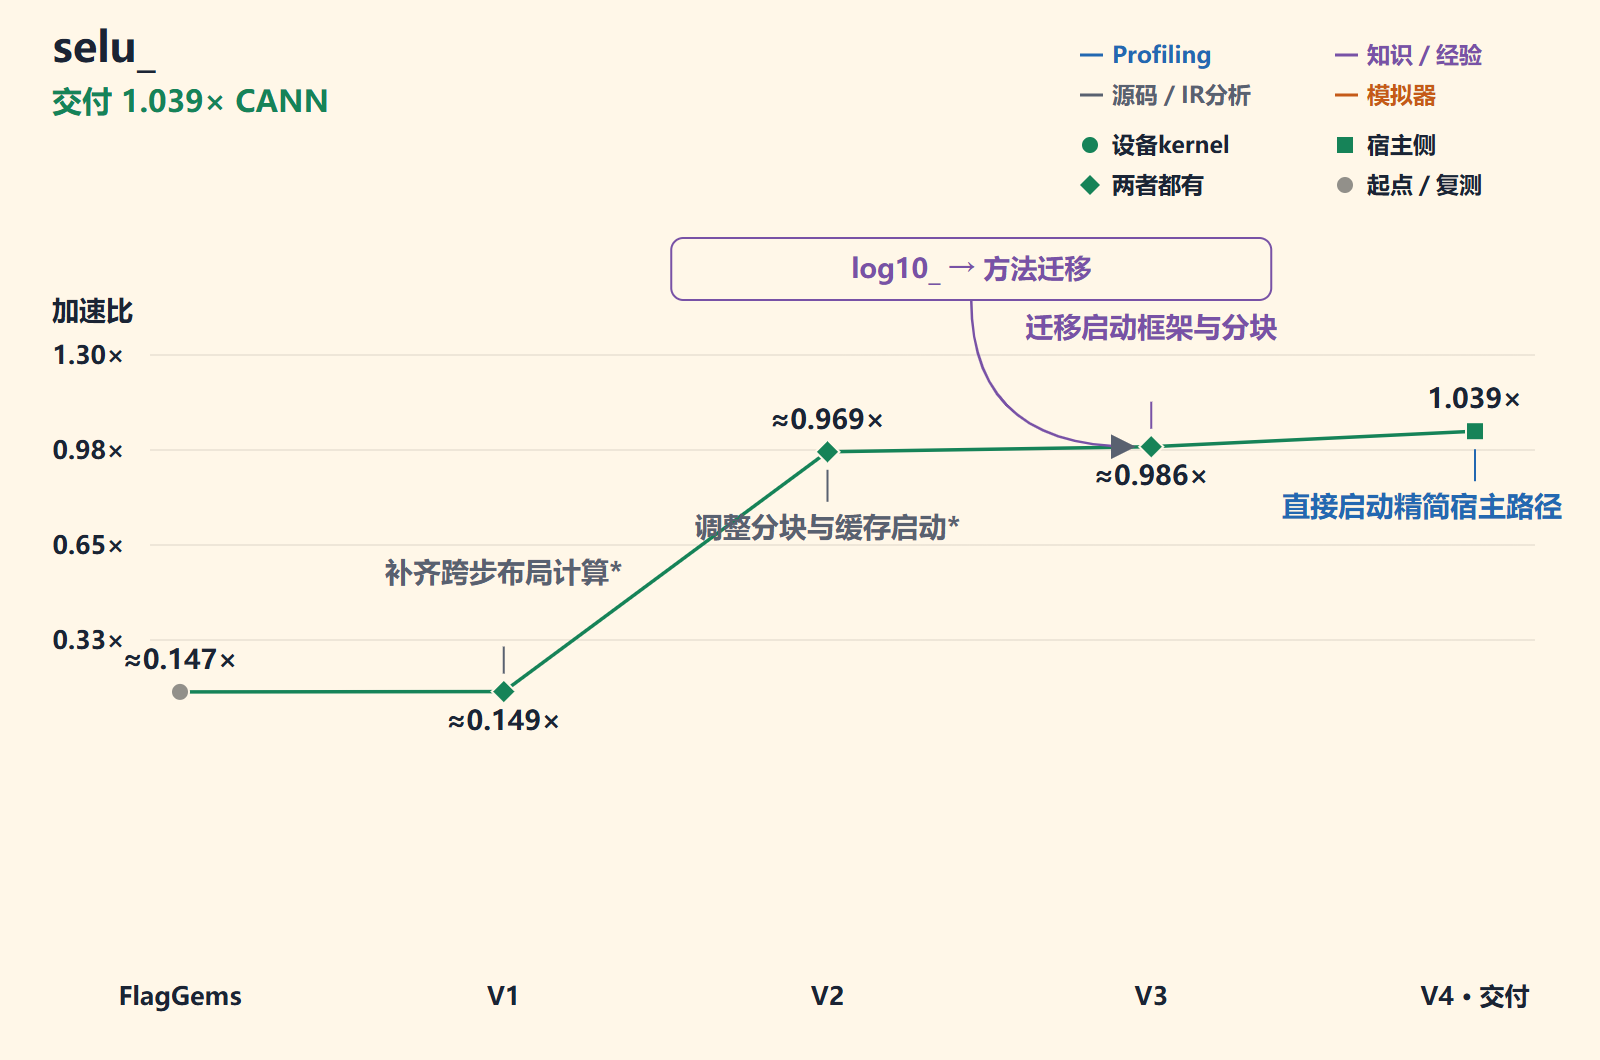 selu_
交付 1.039× CANN
Profiling
知识 / 经验
源码 / IR分析
模拟器
设备kernel
宿主侧
两者都有
起点 / 复测
log10_ → 方法迁移
迁移启动框架与分块
加速比
1.30×
0.98×
0.65×
0.33×
≈0.147×
≈0.149×
≈0.969×
≈0.986×
1.039×
补齐跨步布局计算*
调整分块与缓存启动*
直接启动精简宿主路径
FlagGems
V1
V2
V3
V4 • 交付